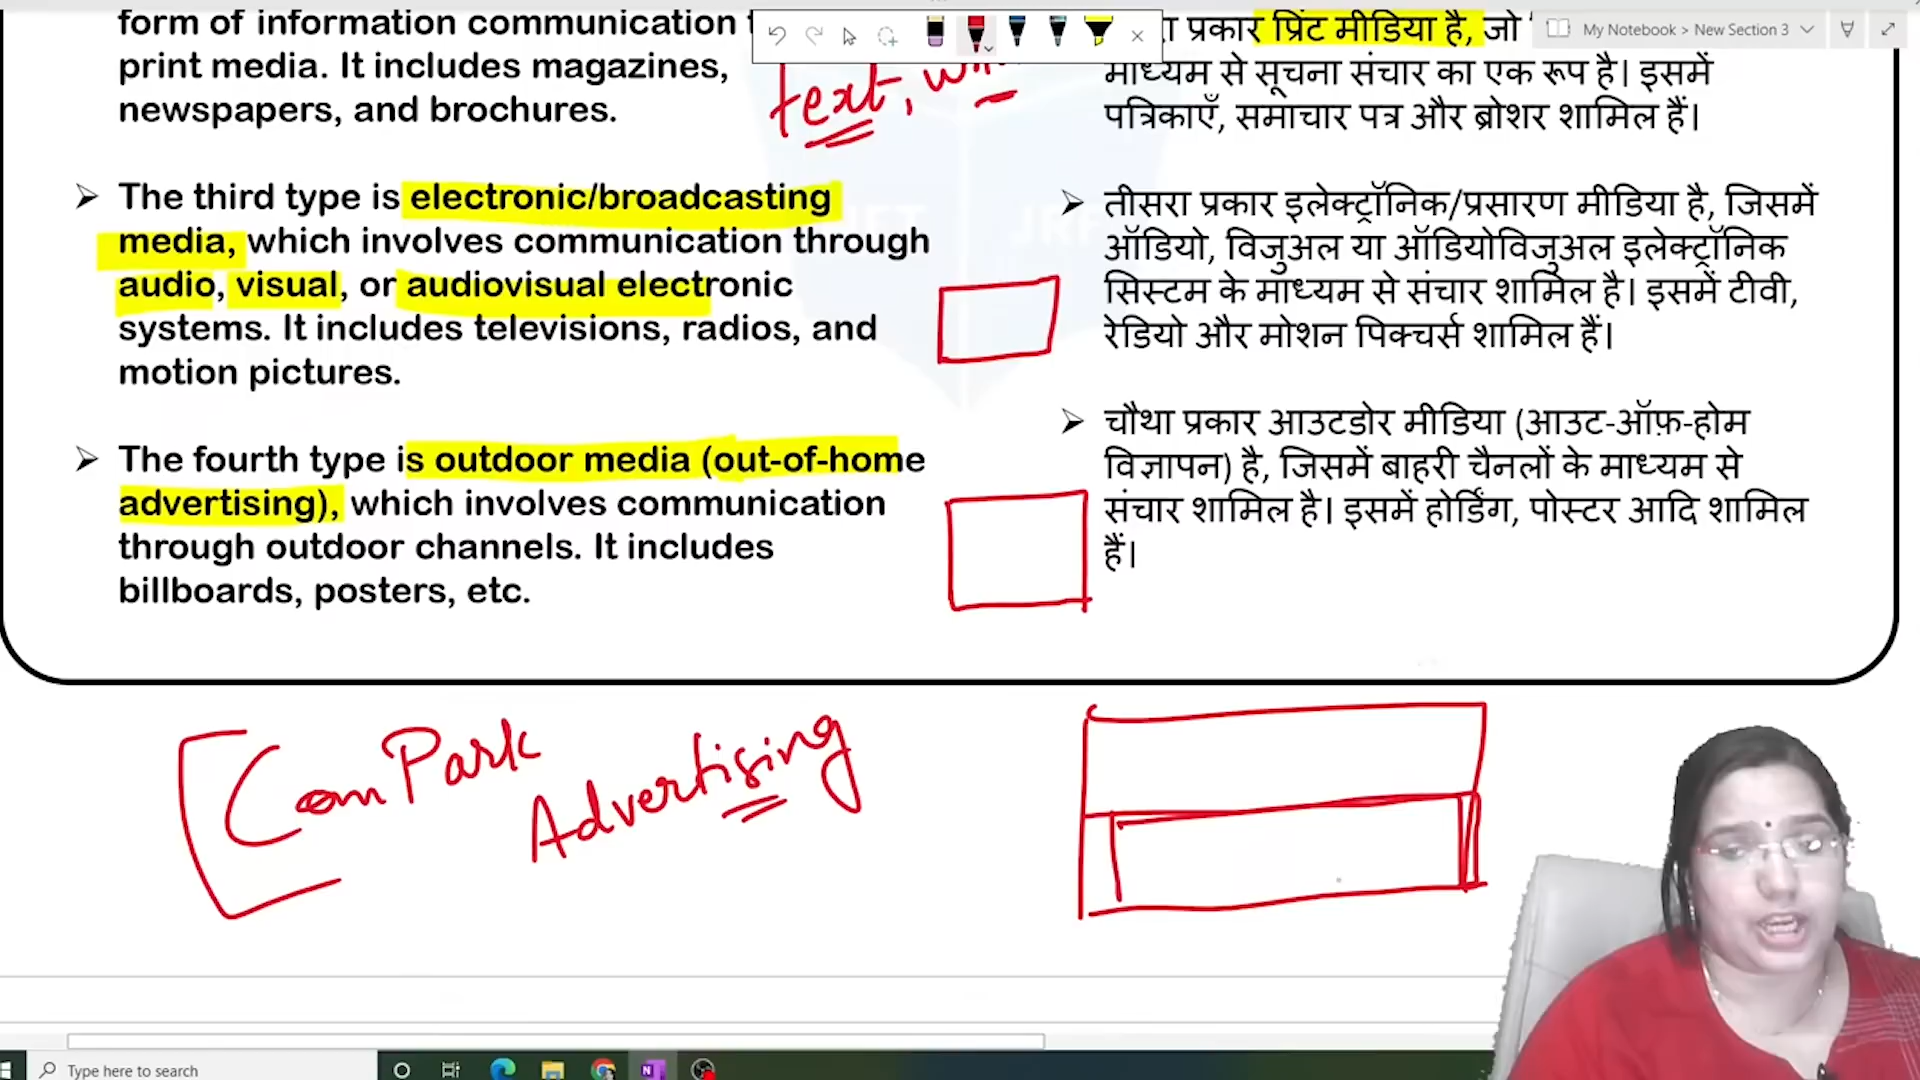 form of information communication
print media. It includes magazines,
newspapers, and brochures.
text,
The third type is electronic/broadcasting
media, which involves communication through
audio, visual, or audiovisual electronic
systems. It includes televisions, radios, and
motion pictures.
The fourth type is outdoor media (out-of-home
advertising), which involves communication
through outdoor channels. It includes
billboards, posters, etc.
My Notebook > New Section 3
प्रकार प्रिंट मीडिया है, जो
माध्यम से सूचना संचार का एक रूप है। इसमें
पत्रिकाएँ, समाचार पत्र और ब्रोशर शामिल हैं।
तीसरा प्रकार इलेक्ट्रॉनिक/प्रसारण मीडिया है, जिसमें
ऑडियो, विजुअल या ऑडियोविजुअल इलेक्ट्रॉनिक
सिस्टम के माध्यम से संचार शामिल है। इसमें टीवी,
रेडियो और मोशन पिक्चर्स शामिल हैं।
चौथा प्रकार आउटडोर मीडिया (आउट-ऑफ़-होम
विज्ञापन) है, जिसमें बाहरी चैनलों के माध्यम से
संचार शामिल है। इसमें होर्डिंग, पोस्टर आदि शामिल
हैं।
Park
Advertising
Type here to search